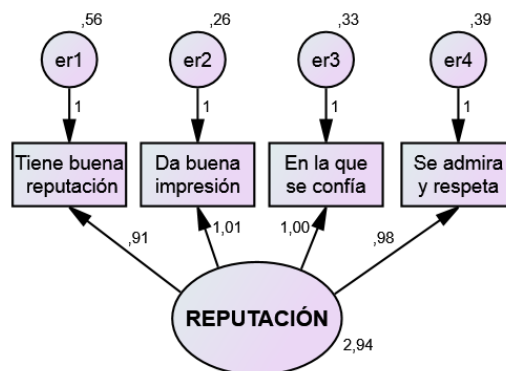 ,56
,26
,33
,39
er1
er2
er3
er4
1
1
1
1
Tiene buena
reputación
Da buena
impresión
En la que
se confía
Se admira
y respeta
,91
1,01
1,00
,98
REPUTACIÓN
2,94